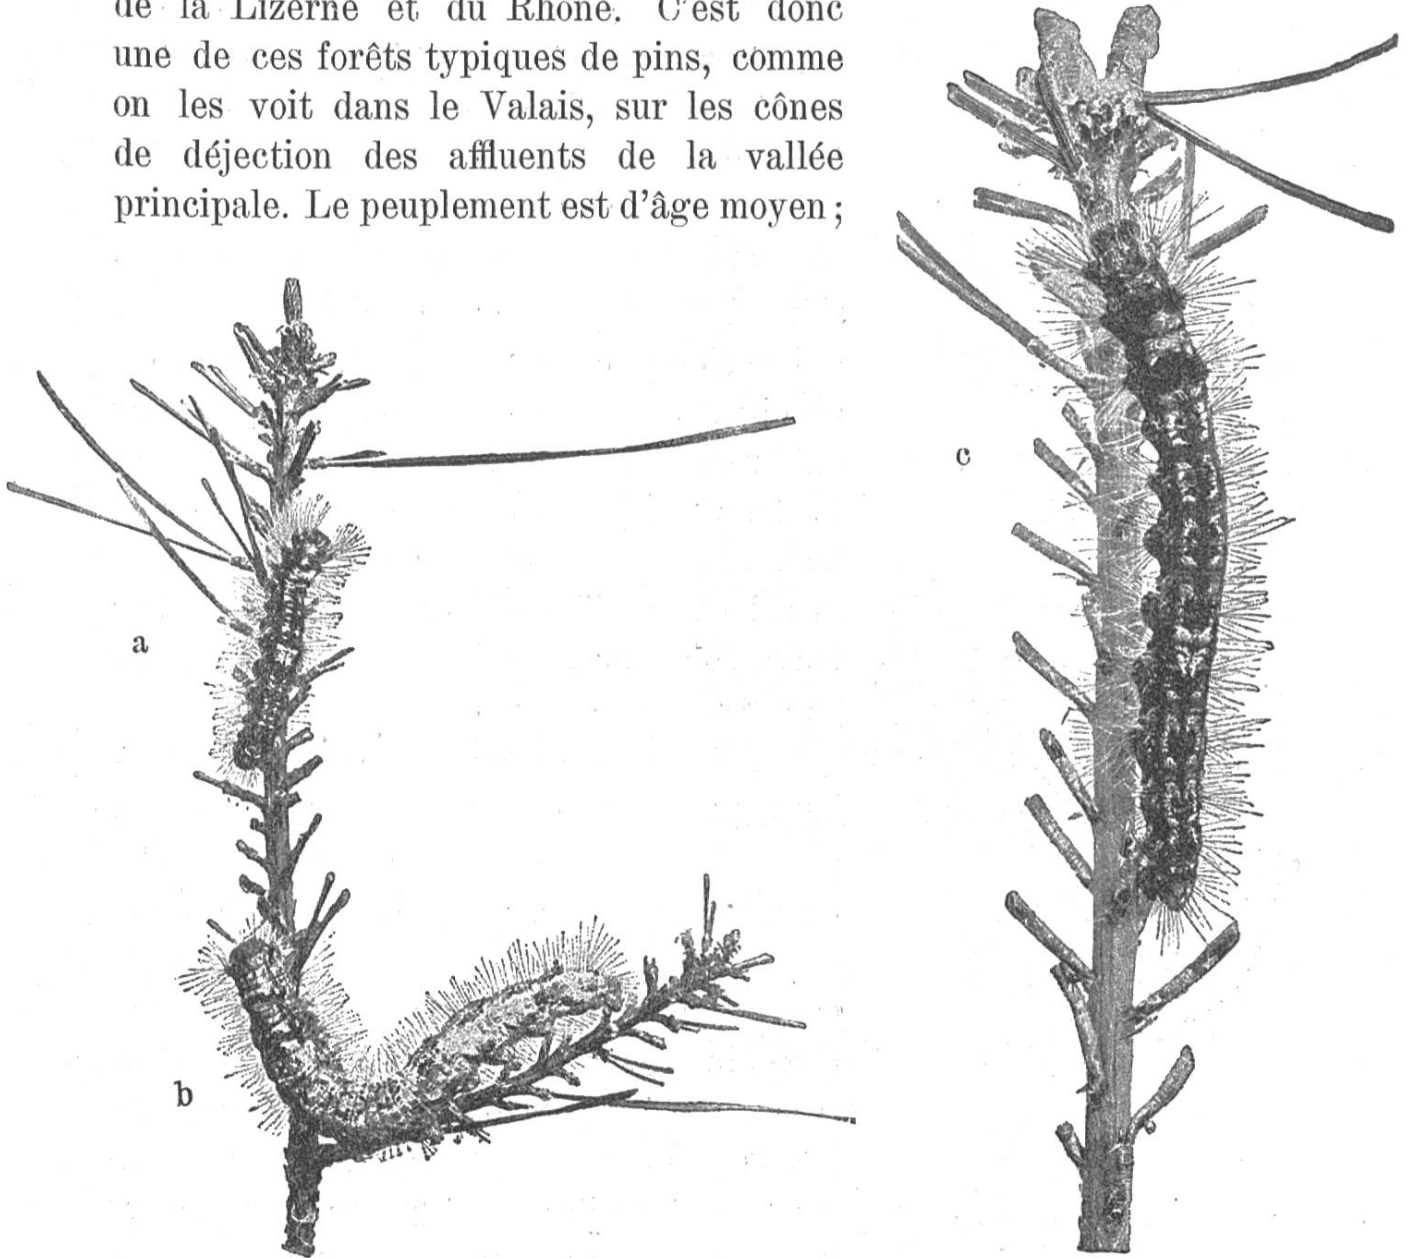 de la Lizerne et du Rhône. C'est donc
une de ces forêts typiques de pins, comme
on les voit dans le Valais, sur les cônes
de déjection des affluents de la vallée
principale. Le peuplement est d'âge moyen ;
a
c
b